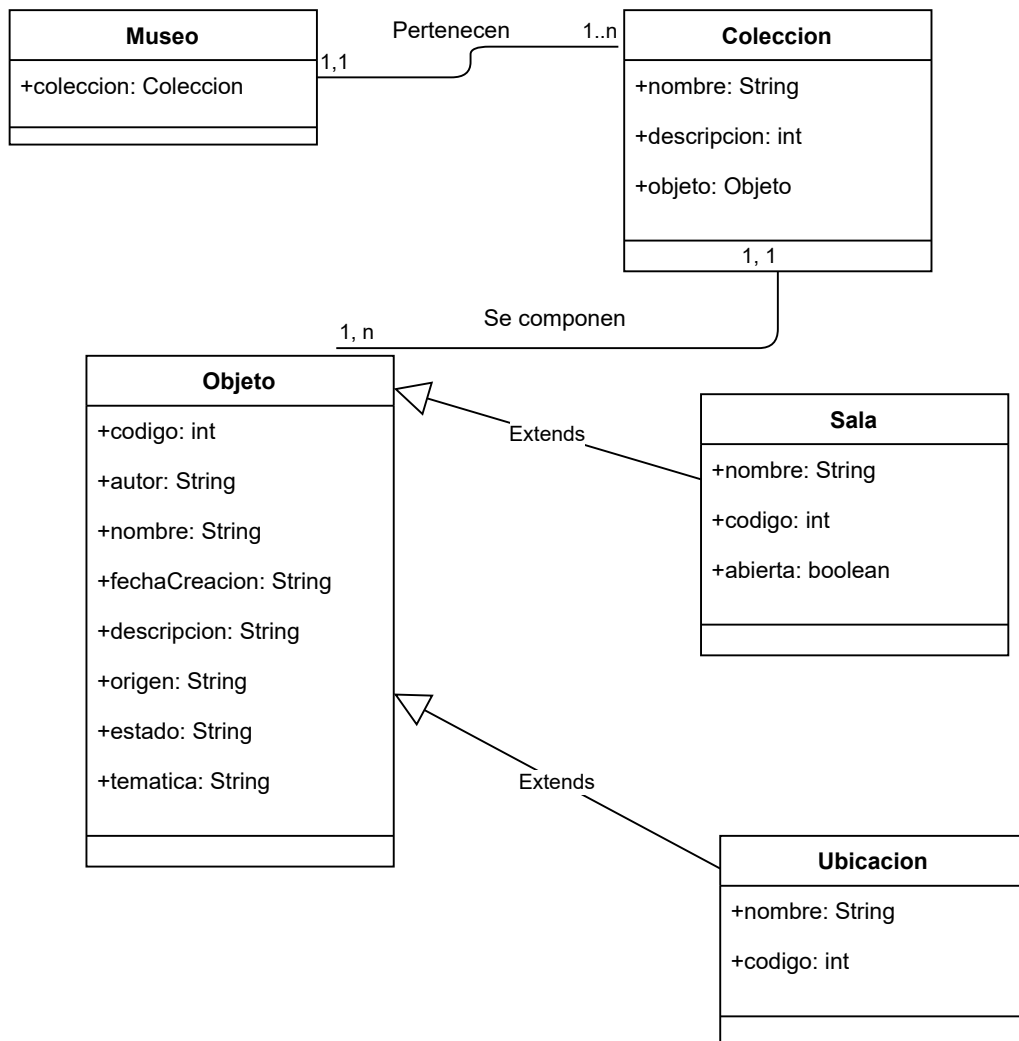 Museo
+coleccion: Coleccion
1,1
Pertenecen
1..n
Coleccion
+nombre: String
+descripcion: int
+objeto: Objeto
1, 1
Se componen
1, n
Objeto
+codigo: int
+autor: String
+nombre: String
+fechaCreacion: String
+descripcion: String
+origen: String
+estado: String
+tematica: String
Extends
Sala
+nombre: String
+codigo: int
+abierta: boolean
Extends
Ubicacion
+nombre: String
+codigo: int